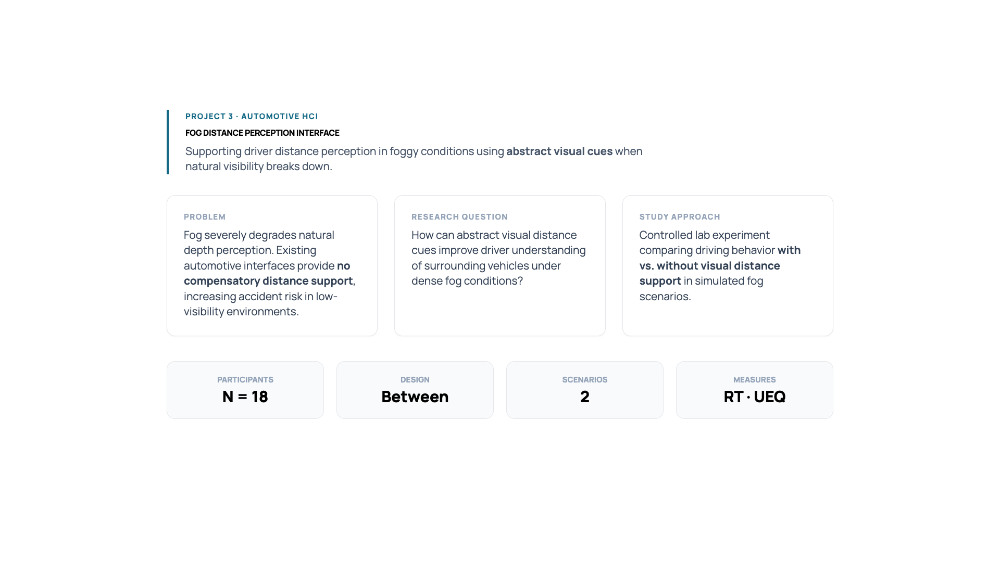 PROJECT 3 · AUTOMOTIVE HCI
FOG DISTANCE PERCEPTION INTERFACE
Supporting driver distance perception in foggy conditions using abstract visual cues when
natural visibility breaks down.
PROBLEM
Fog severely degrades natural
depth perception. Existing
automotive interfaces provide no
compensatory distance support,
increasing accident risk in low-
visibility environments.
RESEARCH QUESTION
How can abstract visual distance
cues improve driver understanding
of surrounding vehicles under
dense fog conditions?
STUDY APPROACH
Controlled lab experiment
comparing driving behavior with
vs. without visual distance
support in simulated fog
scenarios.
PARTICIPANTS
N = 18
DESIGN
Between
SCENARIOS
2
MEASURES
RT · UEQ